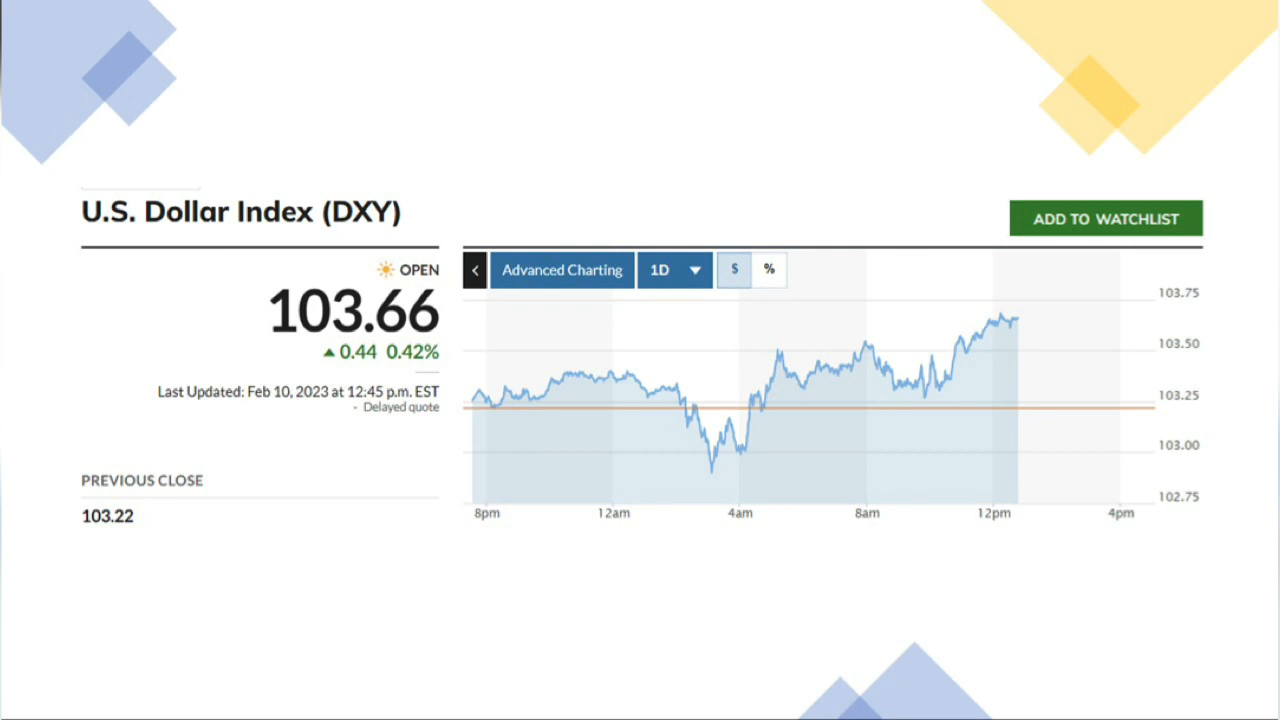 U.S. Dollar Index (DXY)
ADD TO WATCHLIST
OPEN
103.66
0.44 0.42%
Last Updated: Feb 10, 2023 at 12:45 p.m. EST
- Delayed quote
PREVIOUS CLOSE
103.22
Advanced Charting 1D $ %
103.75
103.50
103.25
103.00
102.75
8pm 12am 4am 8am 12pm 4pm